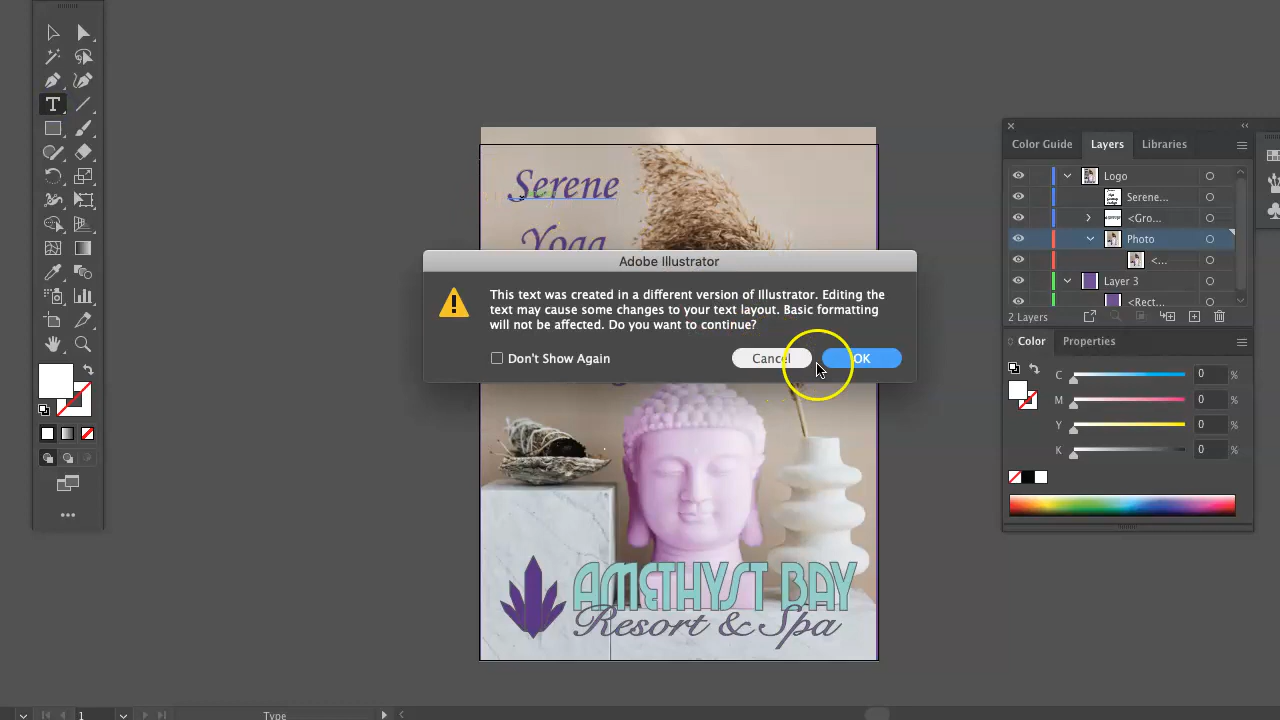 Serene
Yoga
Adobe Illustrator
This text was created in a different version of Illustrator. Editing the
text may cause some changes to your text layout. Basic formatting
will not be affected. Do you want to continue?
Don't Show Again
Cancel
OK
AMETHYST BAY
Resort & Spa
Color Guide
Layers
Libraries
Logo
Serene...
<Gro...
Photo
<...
Layer 3
<Rect...
2 Layers
Color
Properties
C 0 %
M 0 %
Y 0 %
K 0 %
1
Type